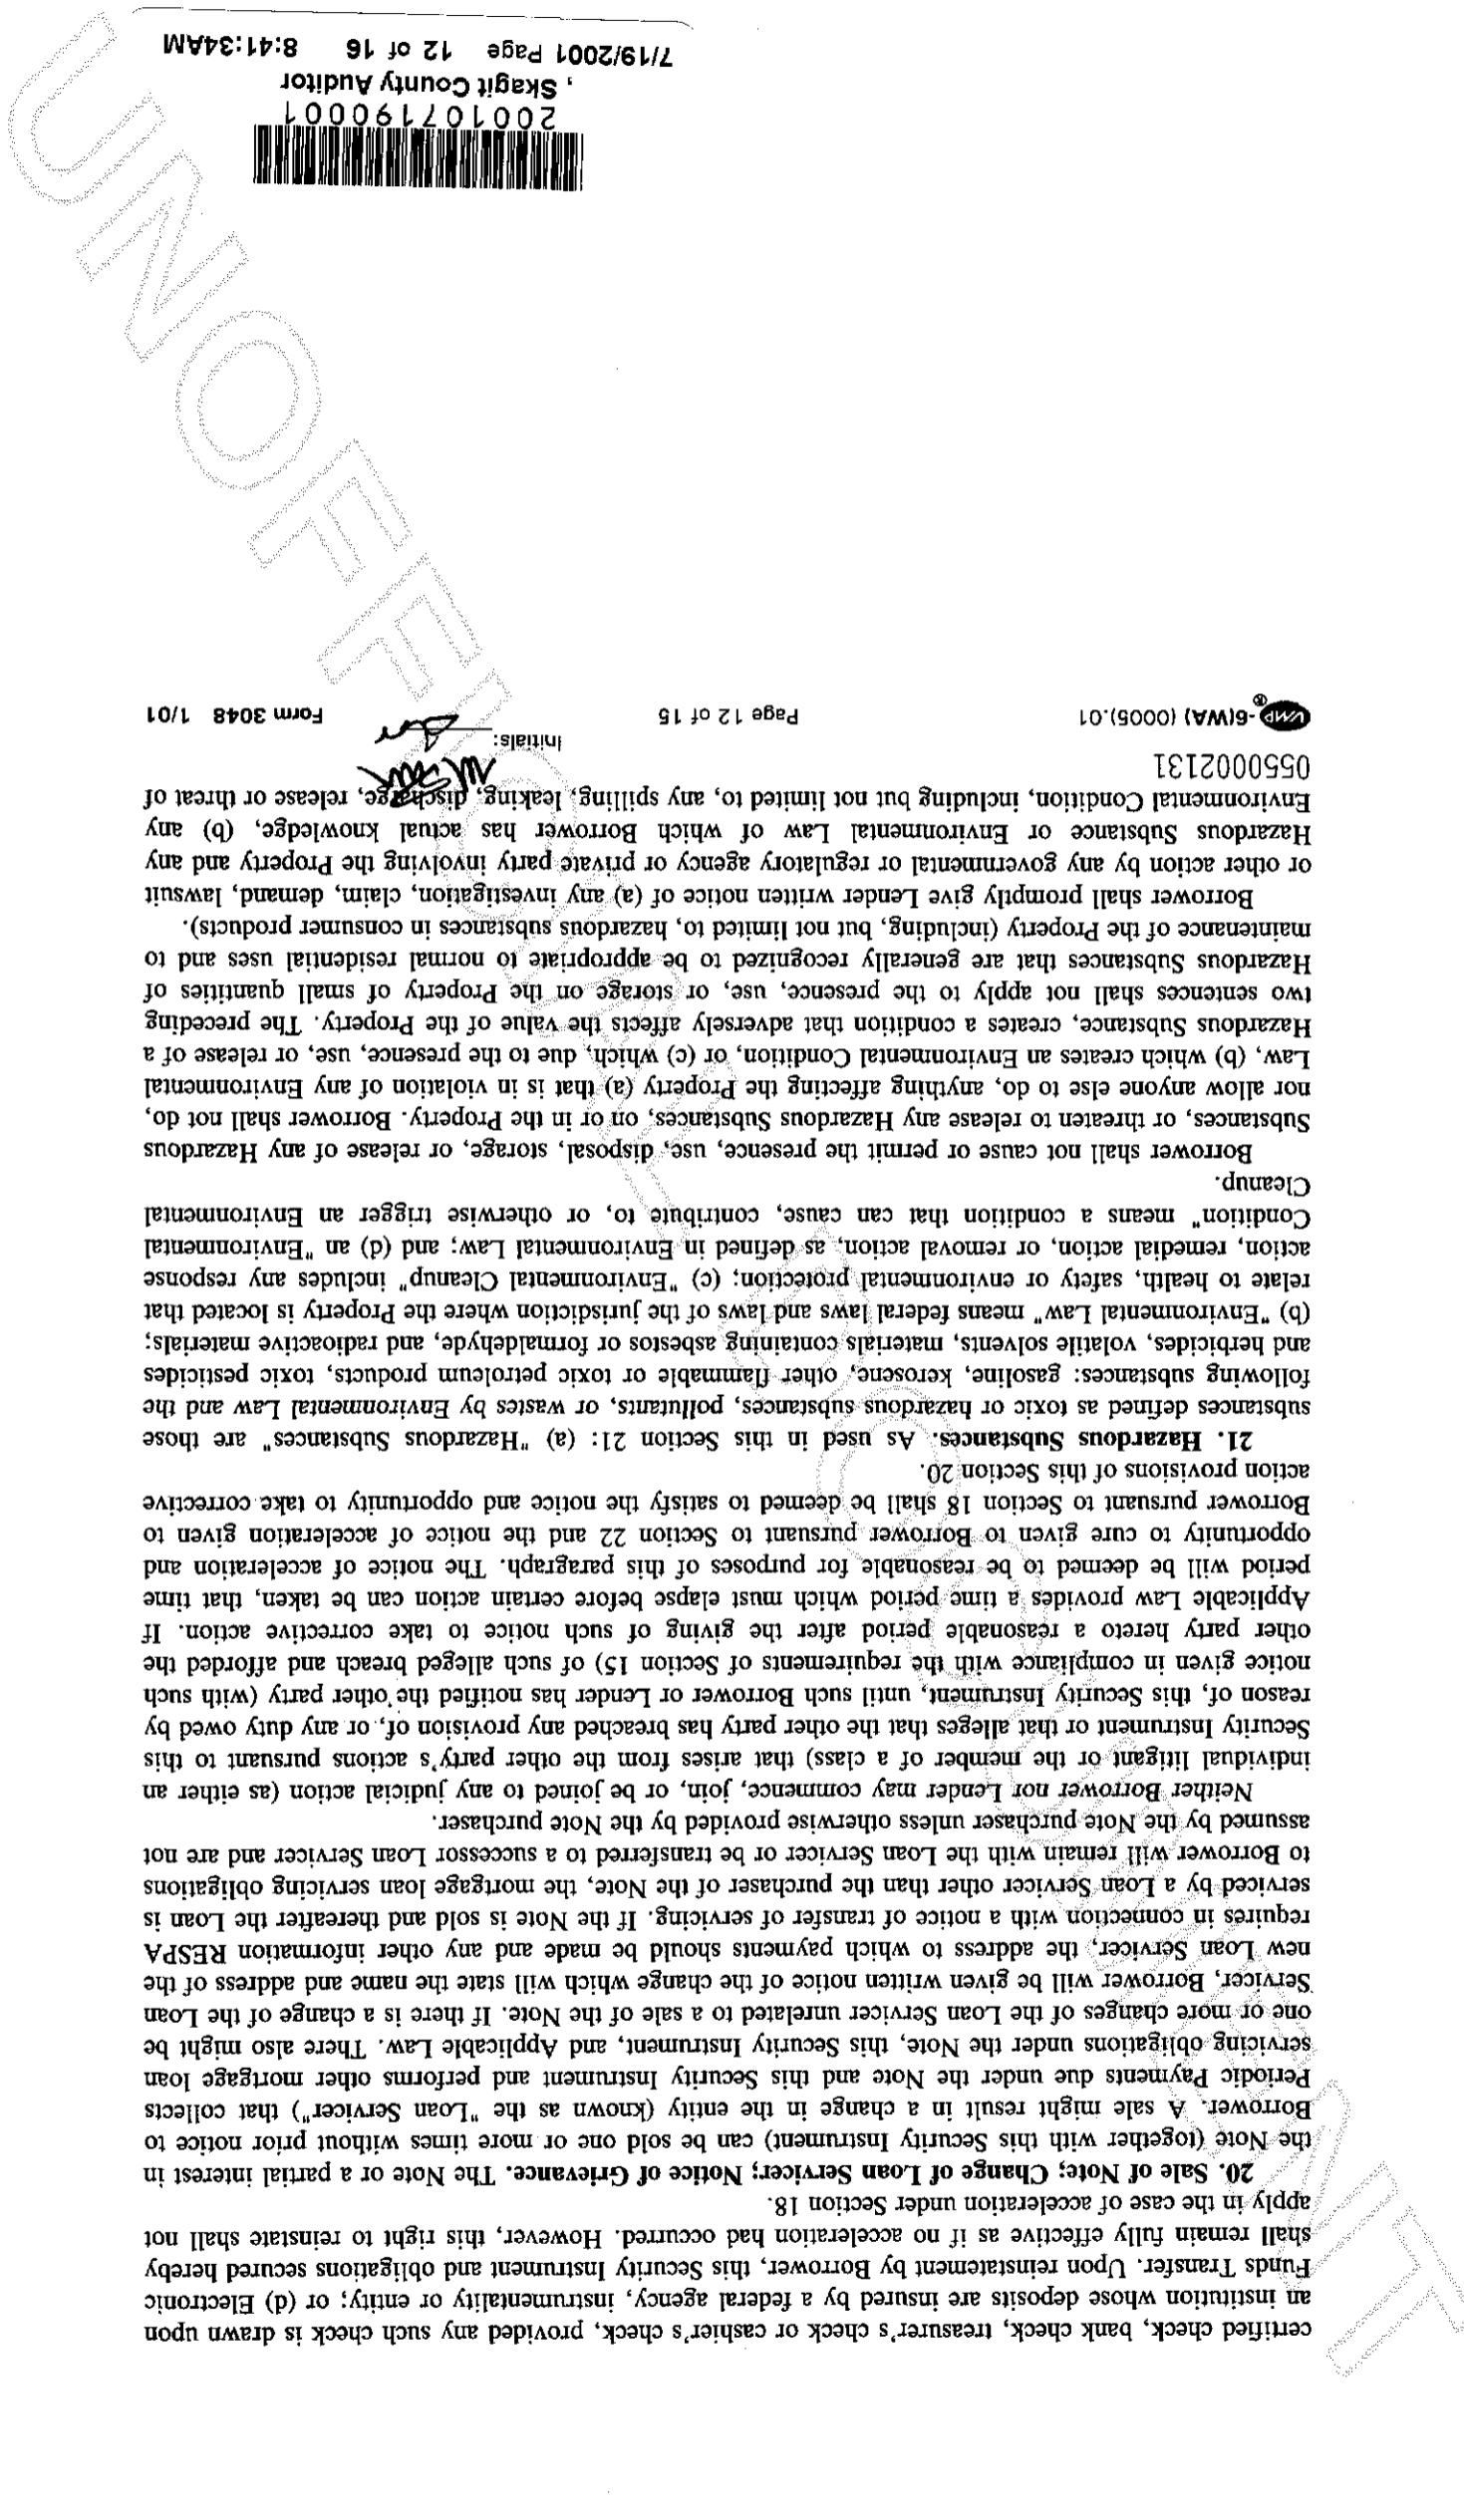 certified check, bank check, treasurer's check or cashier's check, provided any such check is drawn upon
an institution whose deposits are insured by a federal agency, instrumentality or entity; or (d) Electronic
Funds Transfer. Upon reinstatement by Borrower, this Security Instrument and obligations secured hereby
shall remain fully effective as if no acceleration had occurred. However, this right to reinstate shall not
apply in the case of acceleration under Section 18.
20. Sale of Note; Change of Loan Servicer; Notice of Grievance. The Note or a partial interest in
the Note (together with this Security Instrument) can be sold one or more times without prior notice to
Borrower. A sale might result in a change in the entity (known as the "Loan Servicer") that collects
Periodic Payments due under the Note and this Security Instrument and performs other mortgage loan
servicing obligations under the Note, this Security Instrument, and Applicable Law. There also might be
one or more changes of the Loan Servicer unrelated to a sale of the Note. If there is a change of the Loan
Servicer, Borrower will be given written notice of the change which will state the name and address of the
new Loan Servicer, the address to which payments should be made and any other information RESPA
requires in connection with a notice of transfer of servicing. If the Note is sold and thereafter the Loan is
serviced by a Loan Servicer other than the purchaser of the Note, the mortgage loan servicing obligations
to Borrower will remain with the Loan Servicer or be transferred to a successor Loan Servicer and are not
assumed by the Note purchaser unless otherwise provided by the Note purchaser.
Neither Borrower nor Lender may commence, join, or be joined to any judicial action (as either an
individual litigant or the member of a class) that arises from the other party's actions pursuant to this
Security Instrument or that alleges that the other party has breached any provision of, or any duty owed by
reason of, this Security Instrument, until such Borrower or Lender has notified the other party (with such
notice given in compliance with the requirements of Section 15) of such alleged breach and afforded the
other party hereto a reasonable period after the giving of such notice to take corrective action. If
Applicable Law provides a time period which must elapse before certain action can be taken, that time
period will be deemed to be reasonable for purposes of this paragraph. The notice of acceleration and
opportunity to cure given to Borrower pursuant to Section 22 and the notice of acceleration given to
Borrower pursuant to Section 18 shall be deemed to satisfy the notice and opportunity to take corrective
action provisions of this Section 20.
21. Hazardous Substances. As used in this Section 21: (a) "Hazardous Substances" are those
substances defined as toxic or hazardous substances, pollutants, or wastes by Environmental Law and the
following substances: gasoline, kerosene, other flammable or toxic petroleum products, toxic pesticides
and herbicides, volatile solvents, materials containing asbestos or formaldehyde, and radioactive materials;
(b) "Environmental Law" means federal laws and laws of the jurisdiction where the Property is located that
relate to health, safety or environmental protection; (c) "Environmental Cleanup" includes any response
action, remedial action, or removal action, as defined in Environmental Law; and (d) an "Environmental
Condition" means a condition that can cause, contribute to, or otherwise trigger an Environmental
Cleanup.
Borrower shall not cause or permit the presence, use, disposal, storage, or release of any Hazardous
Substances, or threaten to release any Hazardous Substances, on or in the Property. Borrower shall not do,
nor allow anyone else to do, anything affecting the Property (a) that is in violation of any Environmental
Law, (b) which creates an Environmental Condition, or (c) which, due to the presence, use, or release of a
Hazardous Substance, creates a condition that adversely affects the value of the Property. The preceding
two sentences shall not apply to the presence, use, or storage on the Property of small quantities of
Hazardous Substances that are generally recognized to be appropriate to normal residential uses and to
maintenance of the Property (including, but not limited to, hazardous substances in consumer products).
Borrower shall promptly give Lender written notice of (a) any investigation, claim, demand, lawsuit
or other action by any governmental or regulatory agency or private party involving the Property and any
Hazardous Substance or Environmental Law of which Borrower has actual knowledge, (b) any
Environmental Condition, including but not limited to, any spilling, leaking, discharge, release or threat of
0550002131
Initials:
VMP -6(WA) (0005).01 Page 12 of 15 Form 3048 1/01
200107190001
, Skagit County Auditor
7/19/2001 Page 12 of 16 8:41:34AM
UNOFFICIAL DOCUMENT